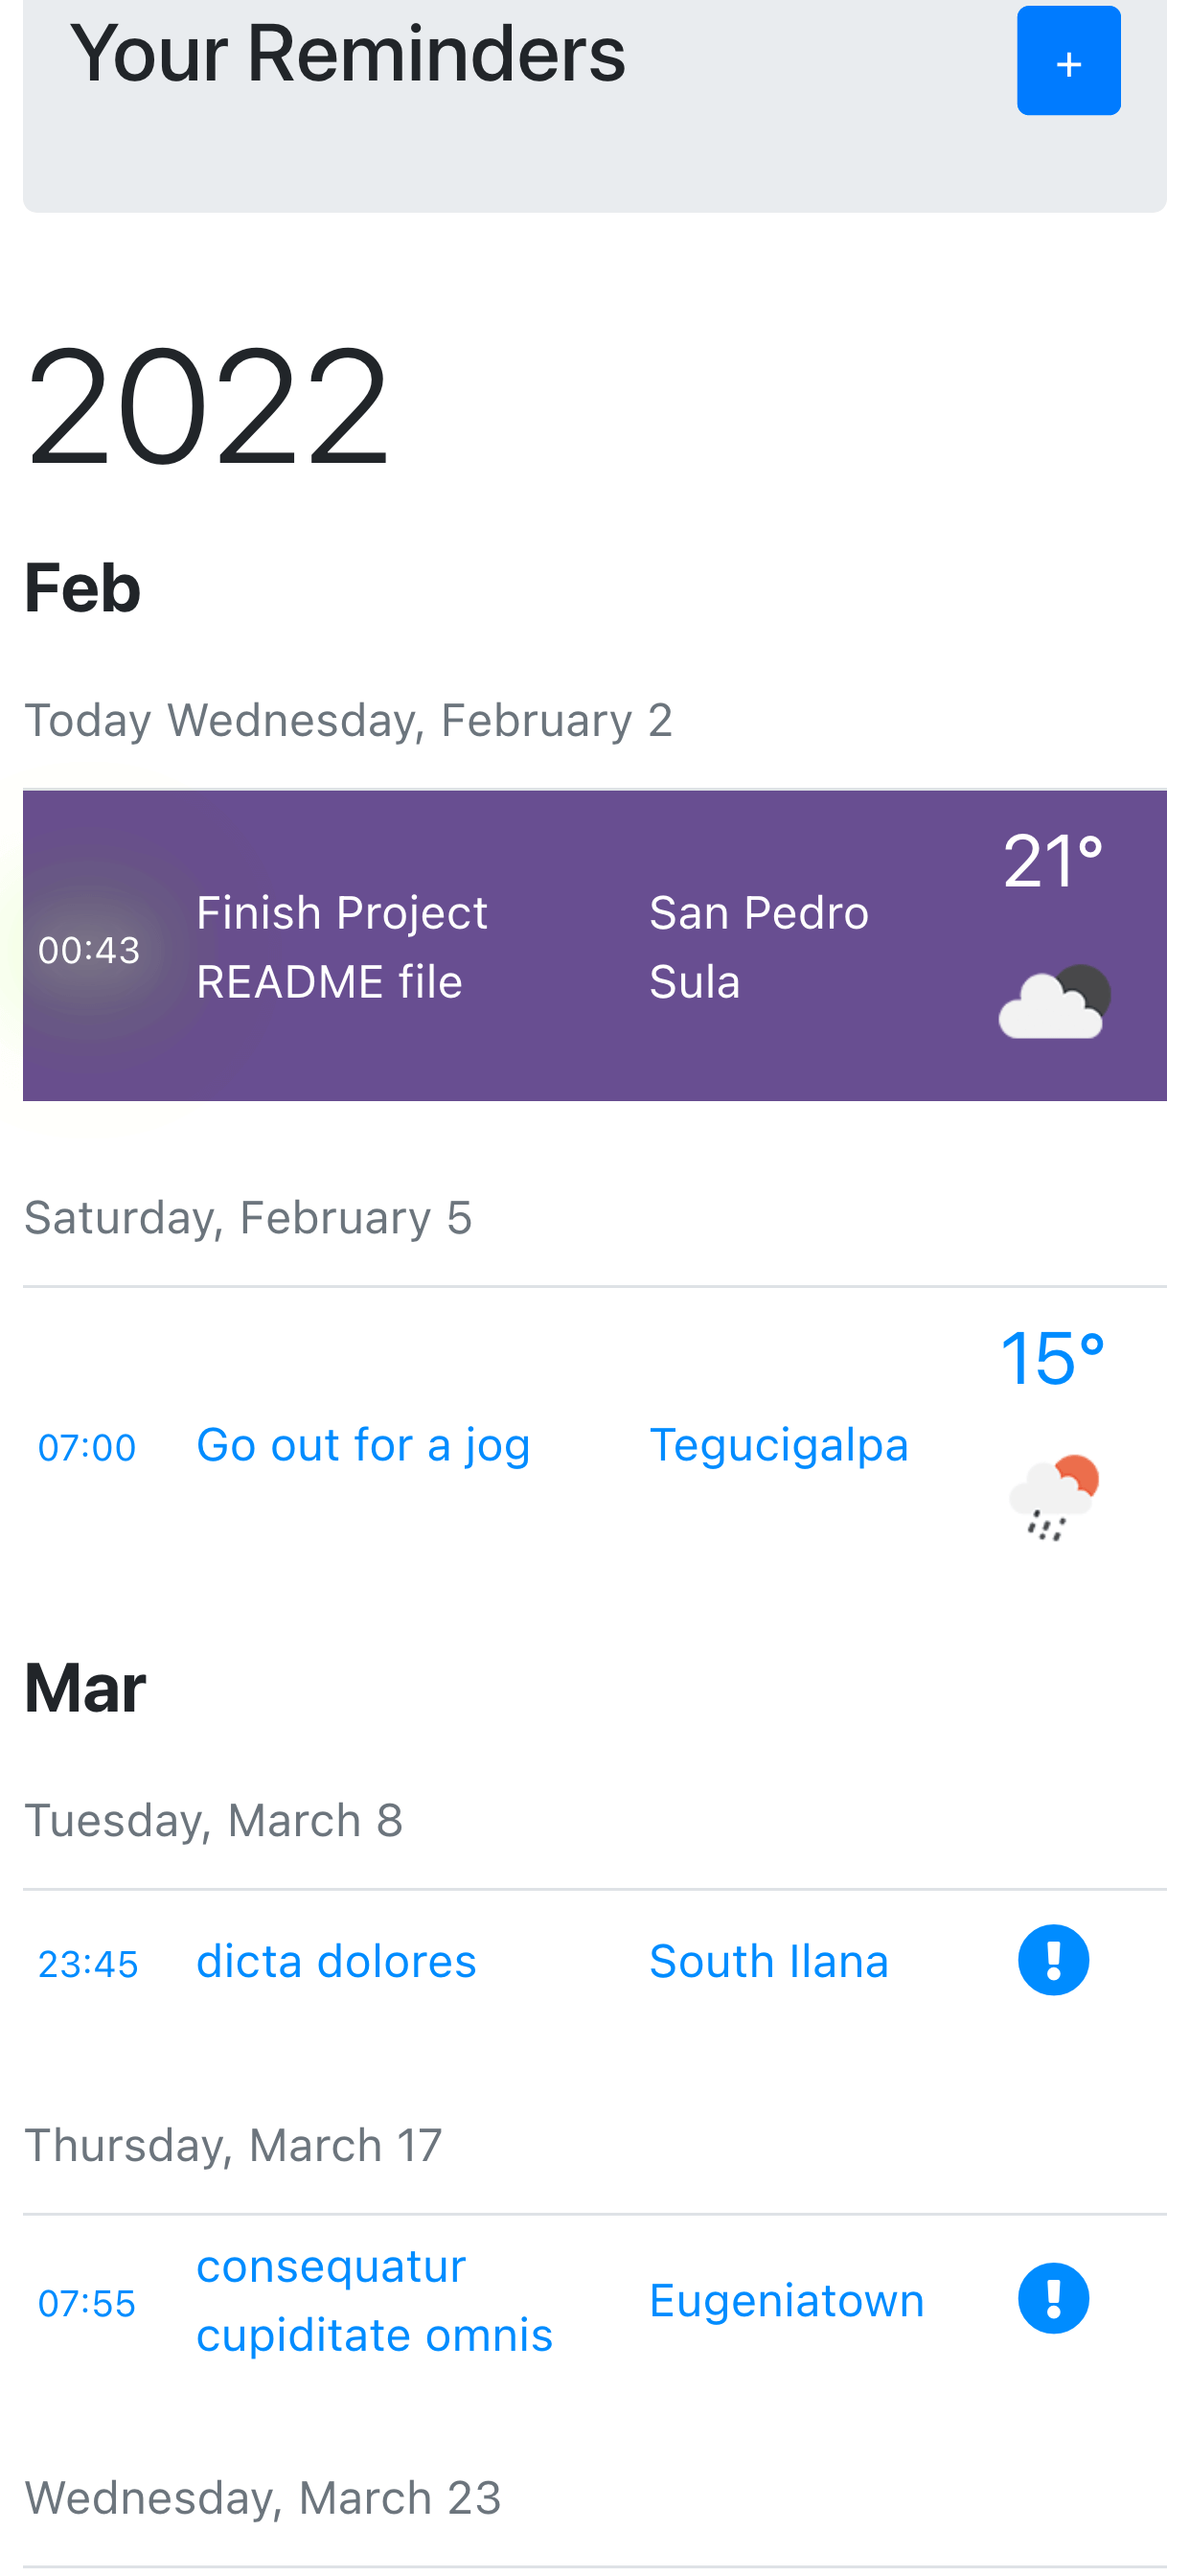 Your Reminders
+
2022
Feb
Today Wednesday, February 2
21°
00:43
Finish Project
README file
San Pedro
Sula
Saturday, February 5
15°
07:00 Go out for a jog Tegucigalpa
Mar
Tuesday, March 8
23:45 dicta dolores South Ilana
Thursday, March 17
07:55
consequatur
cupiditate omnis
Eugeniatown
Wednesday, March 23